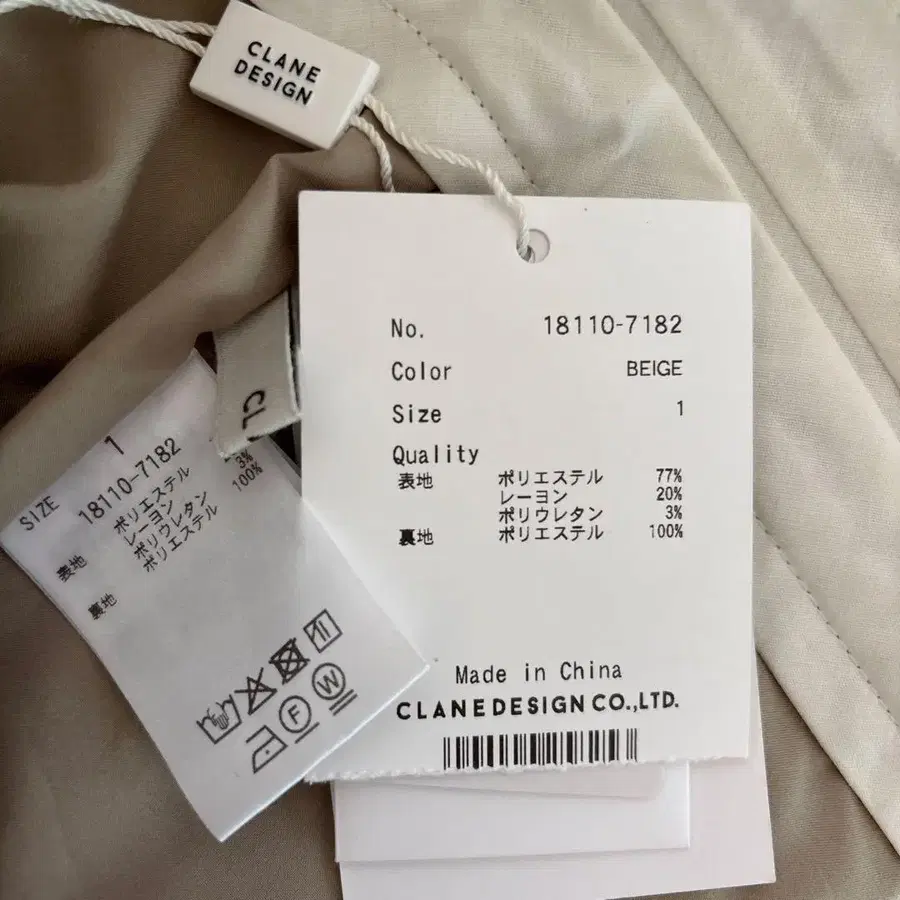 CLANE
DESIGN
No. 18110-7182
Color BEIGE
Size 1
Quality
表地 ポリエステル 77%
レーヨン 20%
ポリウレタン 3%
裏地 ポリエステル 100%
Made in China
CLANEDESIGN CO.,LTD.
CL
SIZE 1
18110-7182
表地 ポリエステル
レーヨン
ポリウレタン 3%
裏地 ポリエステル 100%
F W